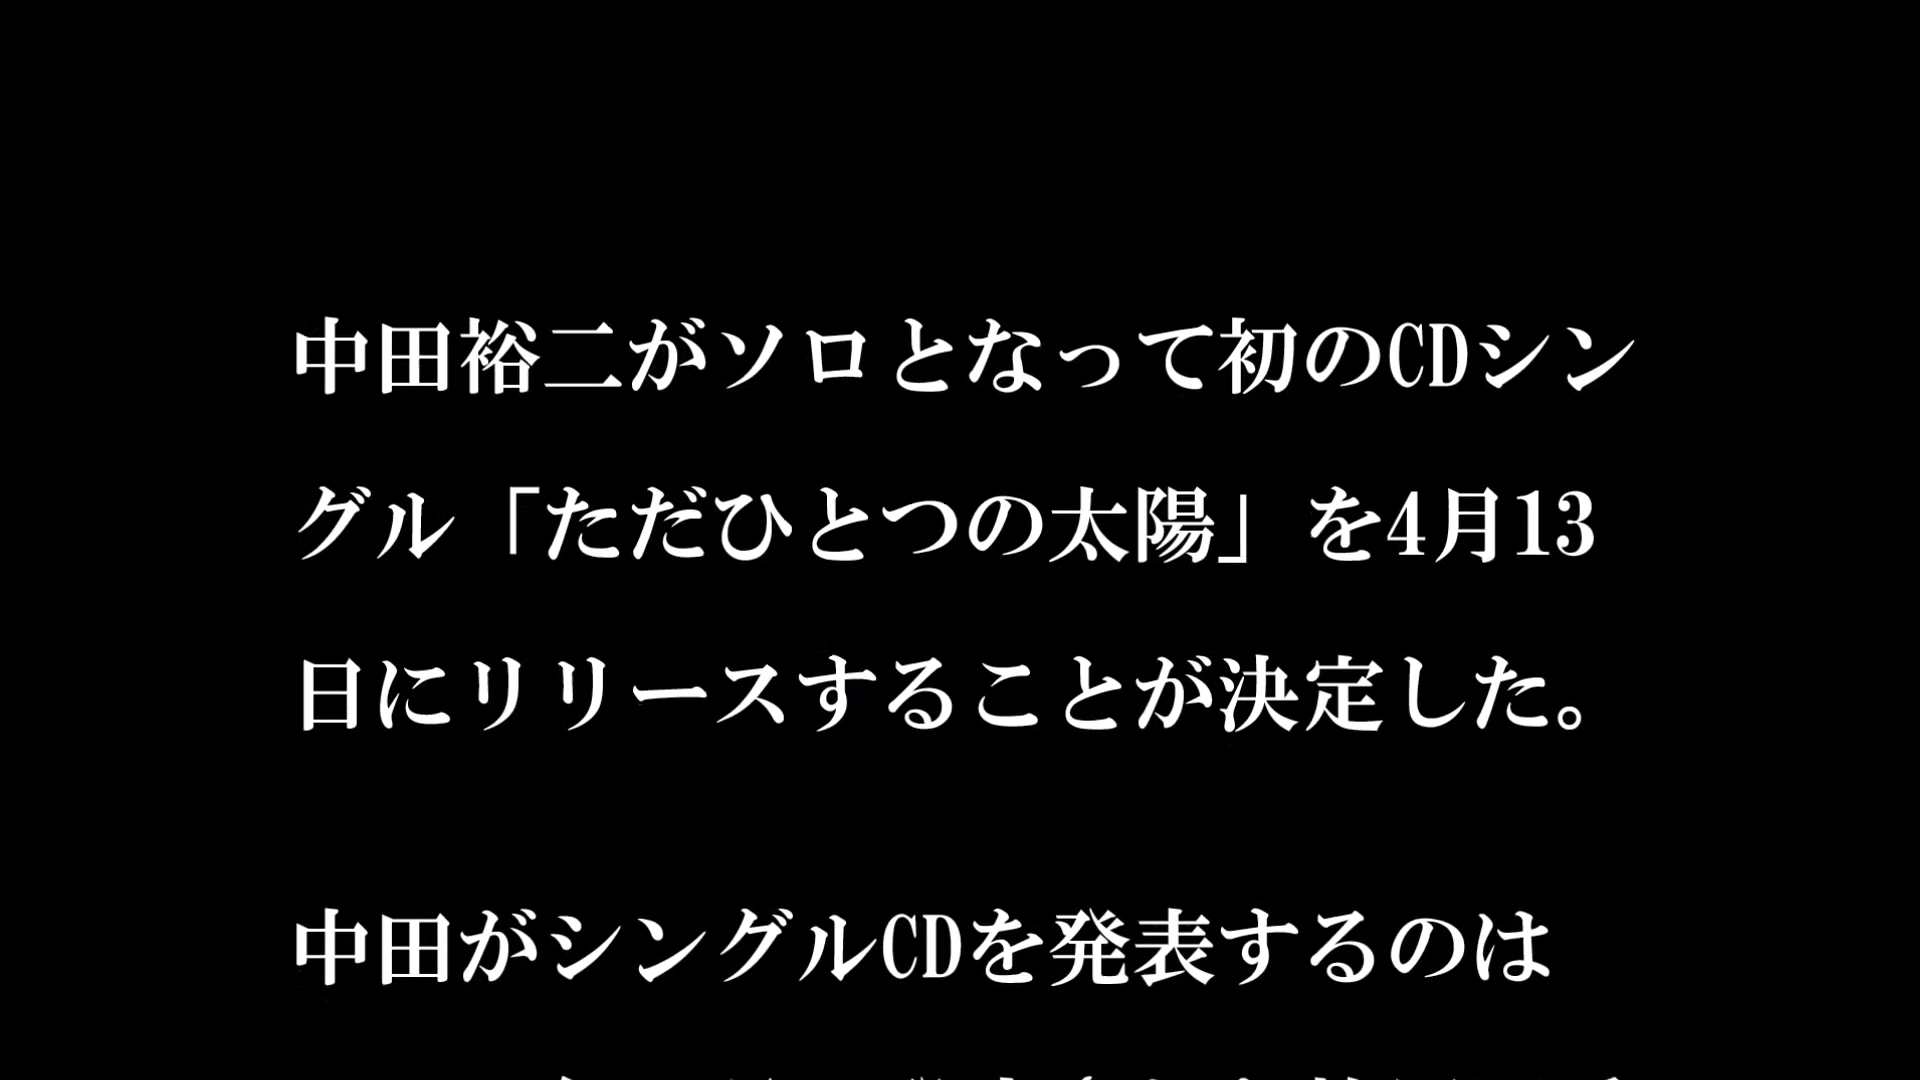 中田裕二がソロとなって初のCDシン
グル「ただひとつの太陽」を4月13
日にリリースすることが決定した。
中田がシングルCDを発表するのは